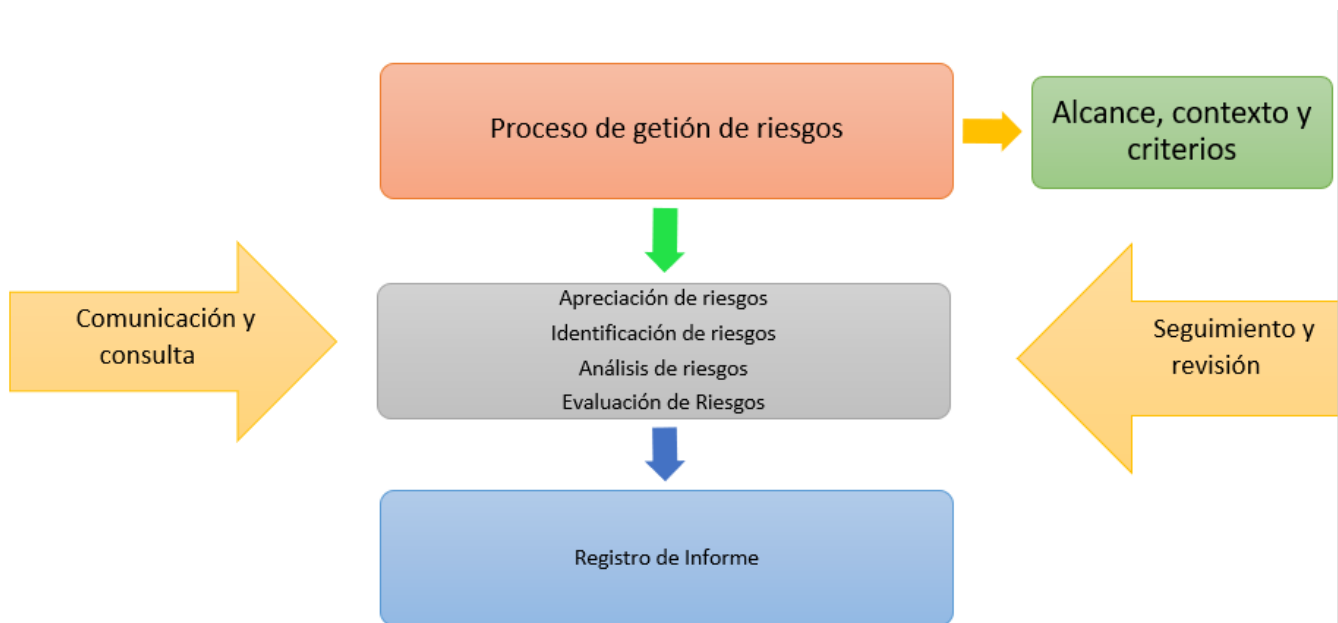 Proceso de getión de riesgos
Alcance, contexto y
criterios
Comunicación y
consulta
Apreciación de riesgos
Identificación de riesgos
Análisis de riesgos
Evaluación de Riesgos
Seguimiento y
revisión
Registro de Informe